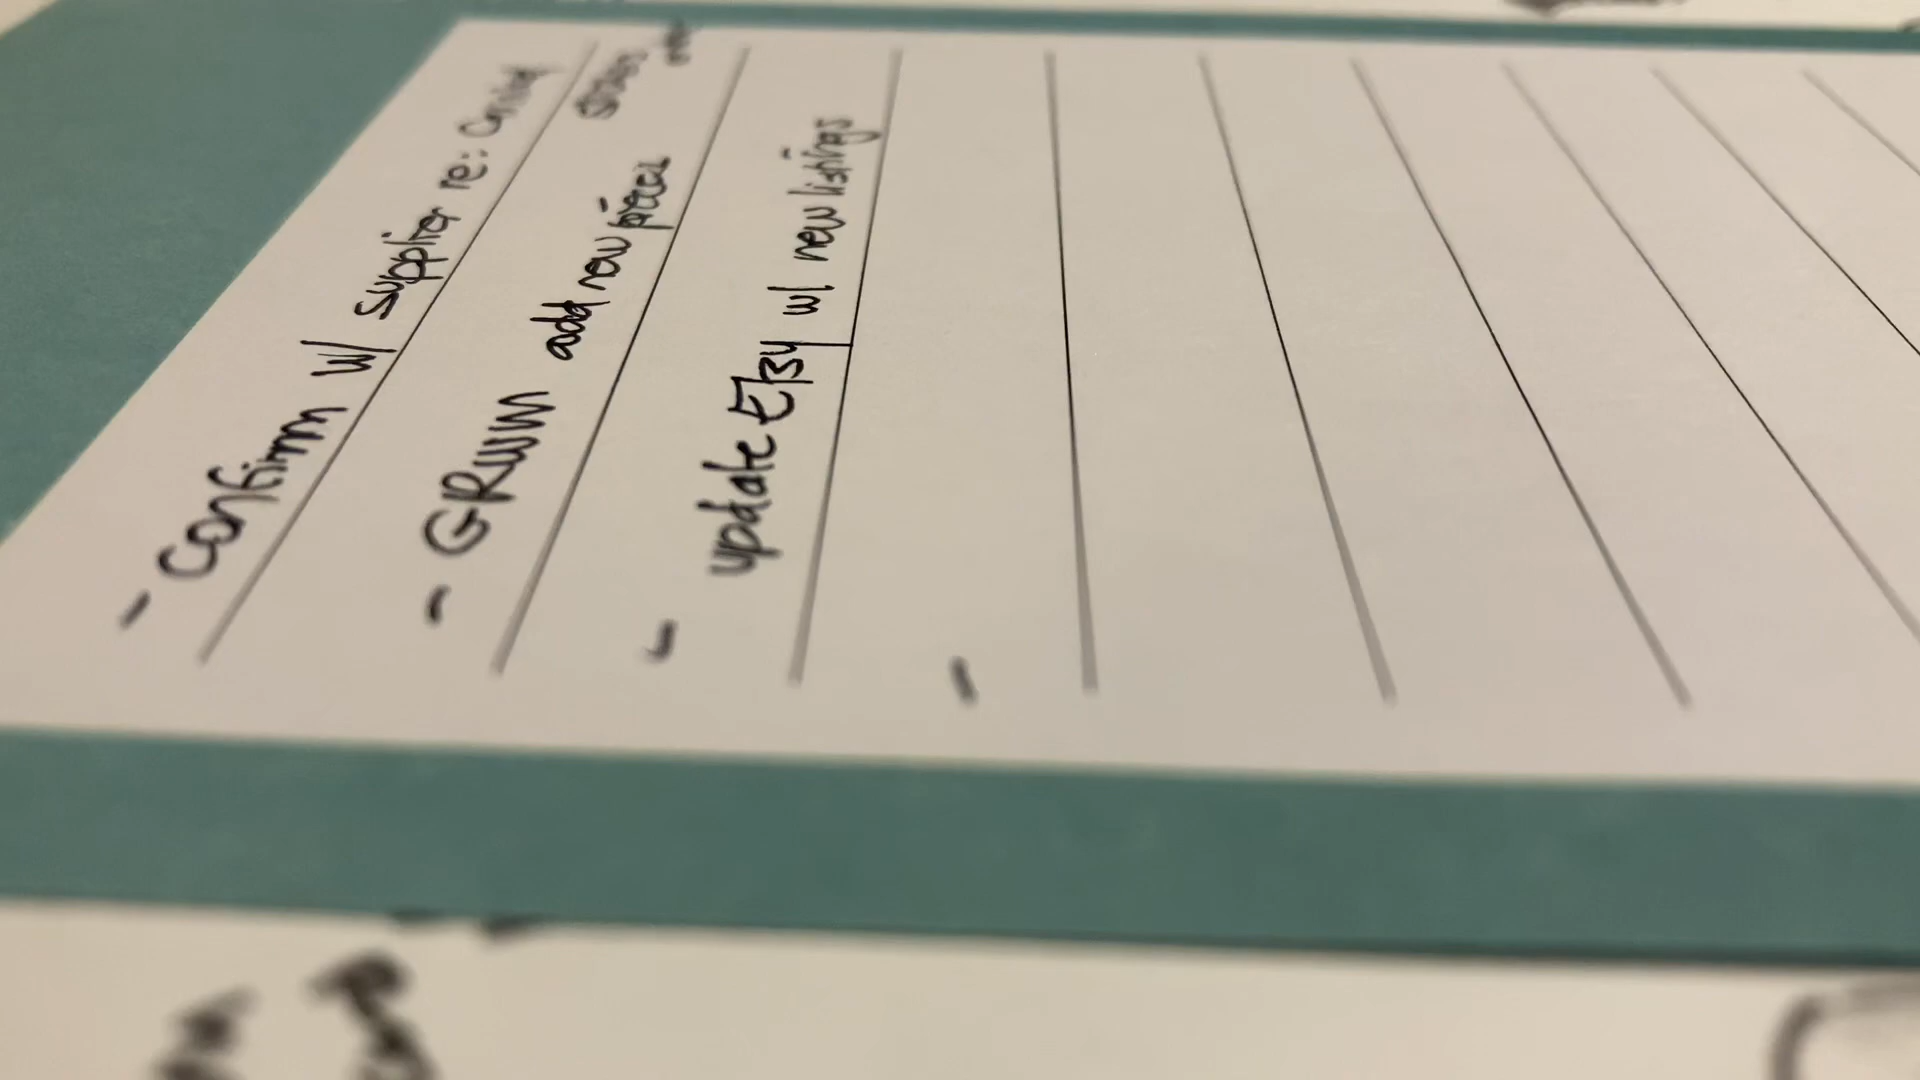 - Confirm w/ supplier re:
- GRWM add new pieces
- update Etsy w/ new listings
-